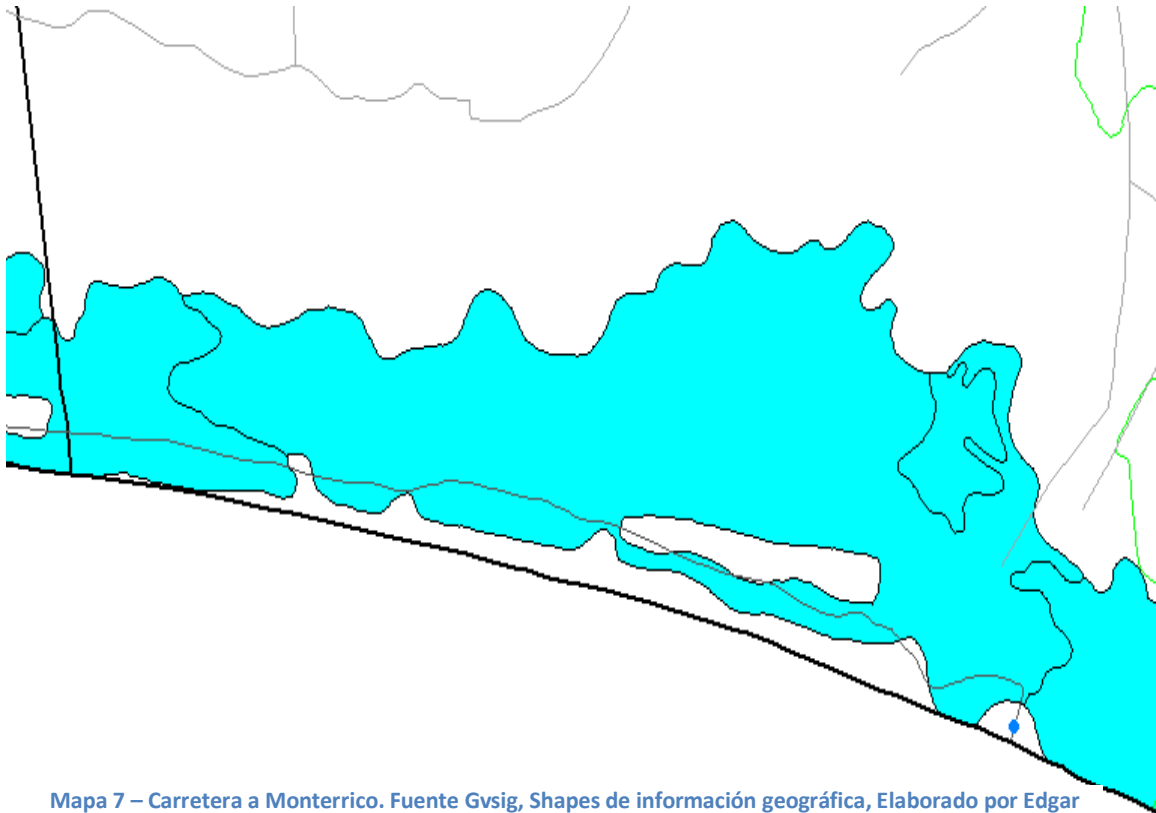 Mapa 7 – Carretera a Monterrico. Fuente Gvsig, Shapes de información geográfica, Elaborado por Edgar